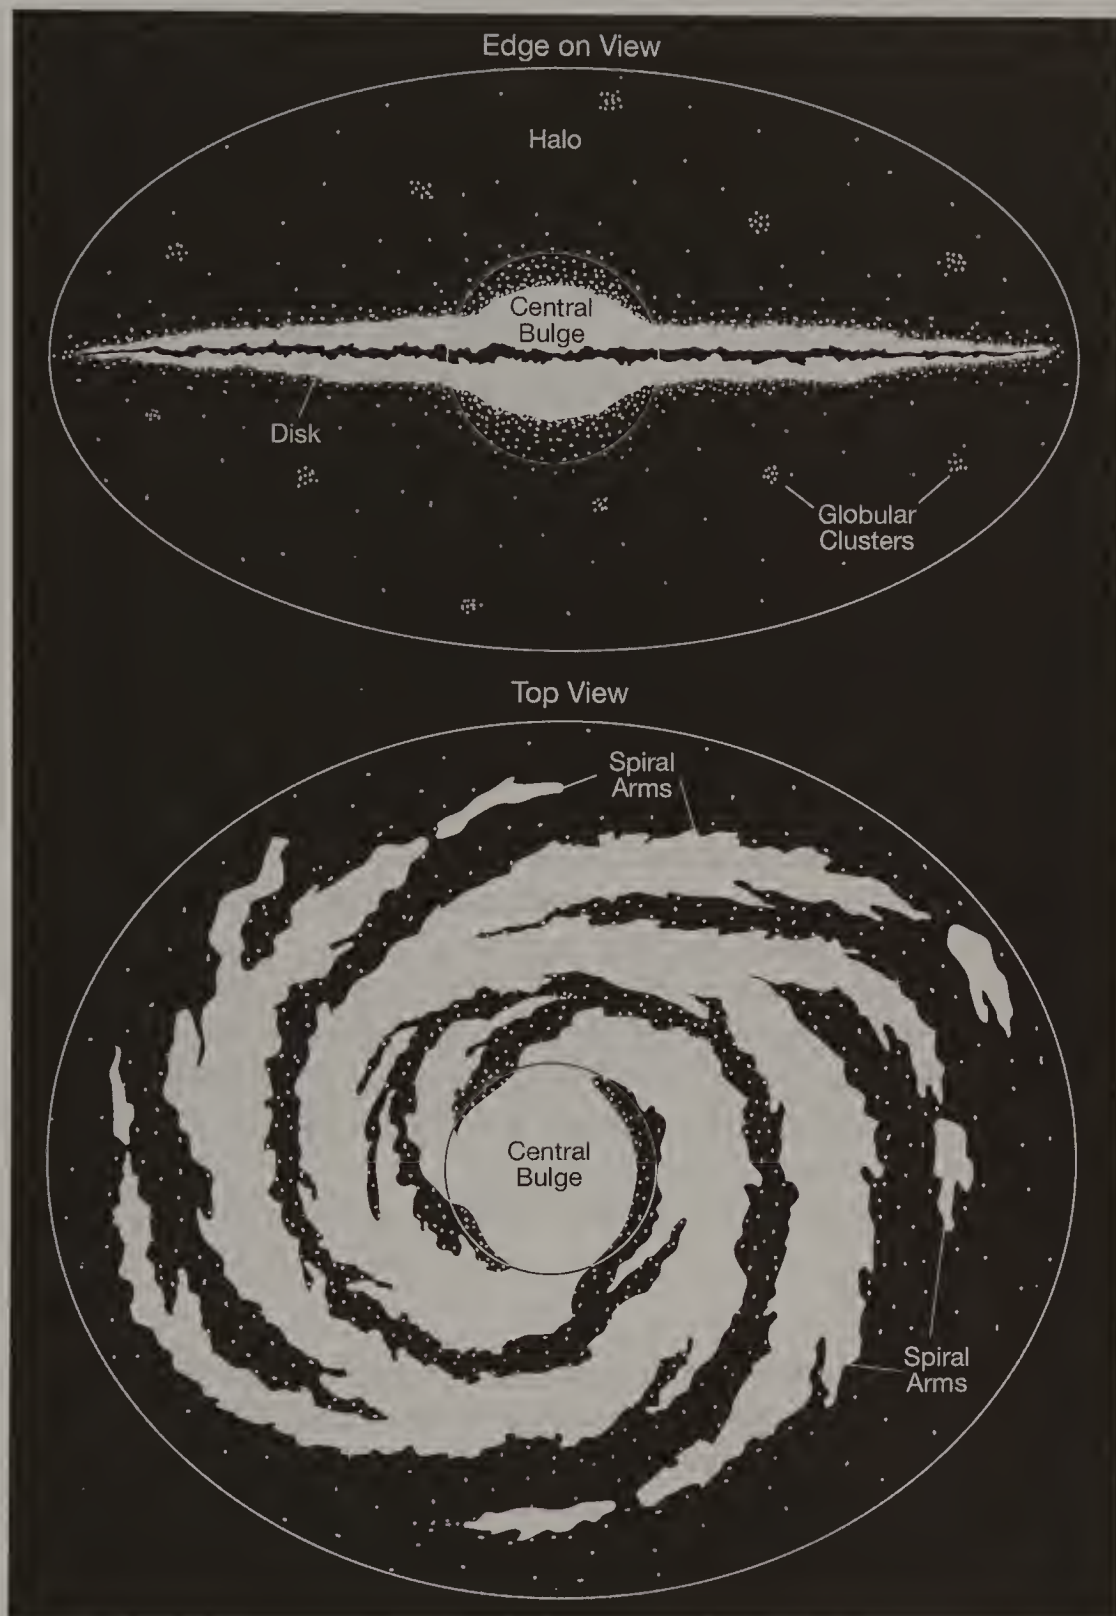 Edge on View
Halo
Central
Bulge
Disk
Globular
Clusters
Top View
Spiral
Arms
Central
Bulge
Spiral
Arms